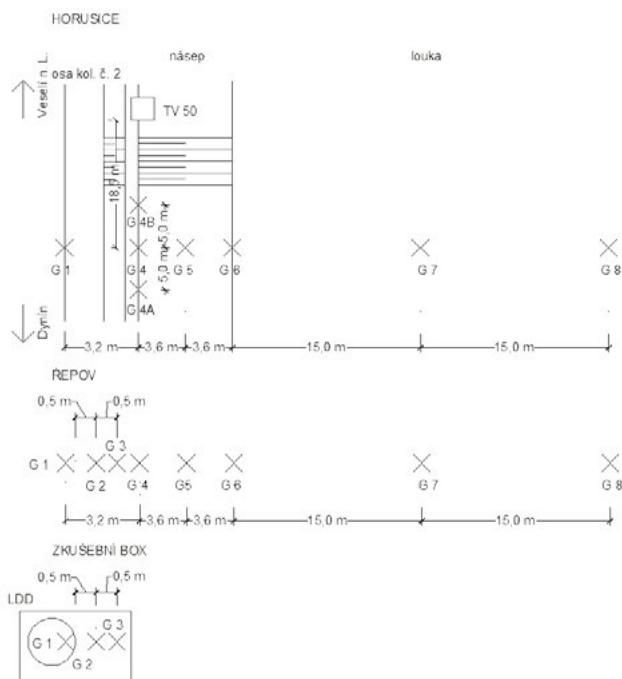 HORUSICE
násep
louka
osa kol. č. 2
Veselí n L.
TV 50
18,0 m
G 4B
5,0 m
G 1
G 4
G 5
G 6
G 7
G 8
5,0 m
G 4A
Dynín
3,2 m
3,6 m
3,6 m
15,0 m
15,0 m
ŘEPOV
0,5 m
0,5 m
G 3
G 1
G 2
G 4
G5
G 6
G 7
G 8
3,2 m
3,6 m
3,6 m
15,0 m
15,0 m
ZKUŠEBNÍ BOX
0,5 m
0,5 m
LDD
G 3
G 1
G 2